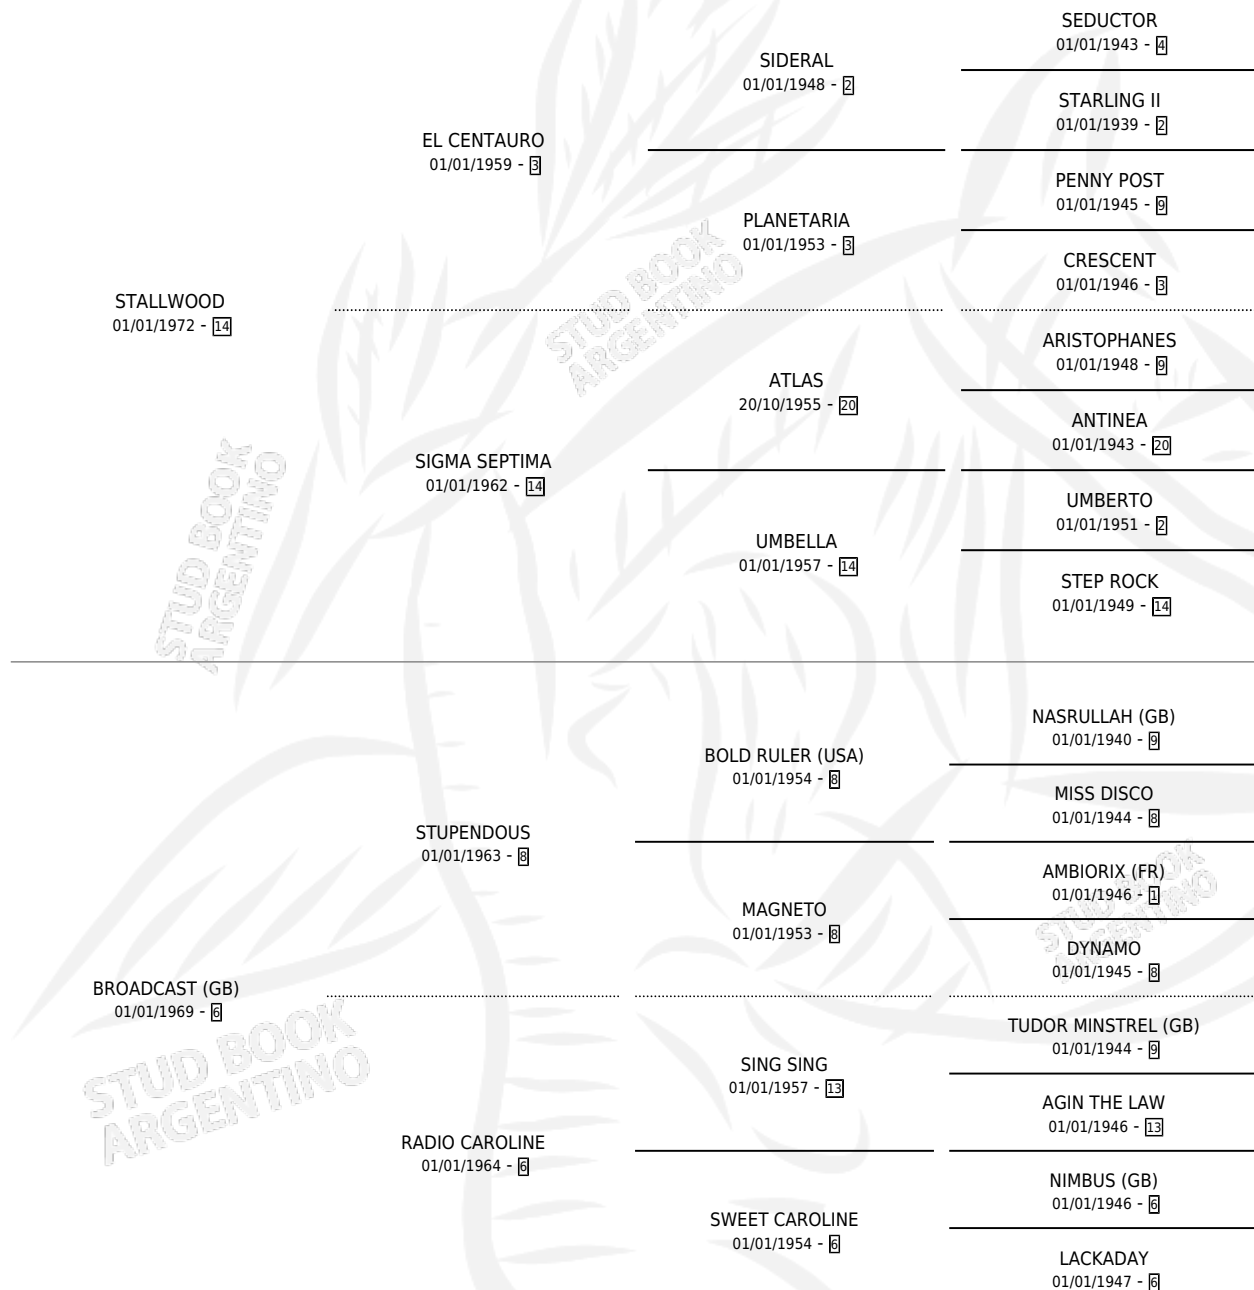 SEDUCTOR
01/01/1943 - 4
SIDERAL
01/01/1948 - 2
STARLING II
01/01/1939 - 2
EL CENTAURO
01/01/1959 - 3
PENNY POST
01/01/1945 - 9
PLANETARIA
01/01/1953 - 3
CRESCENT
01/01/1946 - 3
STALLWOOD
01/01/1972 - 14
STUD BOOK
ARGENTINO
ARISTOPHANES
01/01/1948 - 9
ATLAS
20/10/1955 - 20
ANTINEA
01/01/1943 - 20
SIGMA SEPTIMA
01/01/1962 - 14
UMBERTO
01/01/1951 - 2
UMBELLA
01/01/1957 - 14
STEP ROCK
01/01/1949 - 14
STUD BOOK
ARGENTINO
NASRULLAH (GB)
01/01/1940 - 9
BOLD RULER (USA)
01/01/1954 - 8
MISS DISCO
01/01/1944 - 8
STUPENDOUS
01/01/1963 - 8
AMBIORIX (FR)
01/01/1946 - 1
MAGNETO
01/01/1953 - 8
DYNAMO
01/01/1945 - 8
STUD BOOK
ARGENTINO
BROADCAST (GB)
01/01/1969 - 6
TUDOR MINSTREL (GB)
01/01/1944 - 9
SING SING
01/01/1957 - 13
AGIN THE LAW
01/01/1946 - 13
STUD BOOK
ARGENTINO
RADIO CAROLINE
01/01/1964 - 6
NIMBUS (GB)
01/01/1946 - 6
SWEET CAROLINE
01/01/1954 - 6
LACKADAY
01/01/1947 - 6